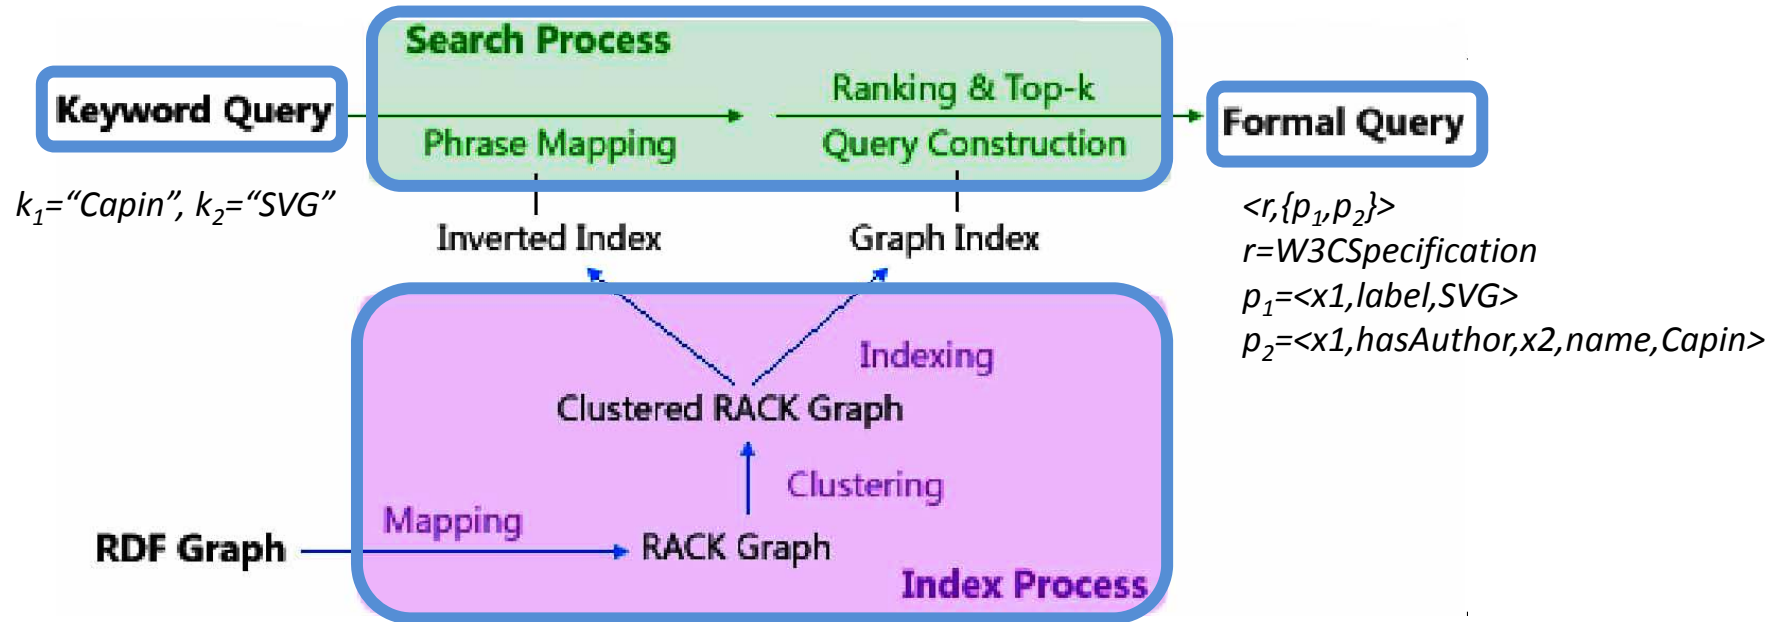 Search Process
Keyword Query
Ranking & Top-k
Formal Query
Phrase Mapping
Query Construction
k₁="Capin", k₂="SVG"
Inverted Index
Graph Index
<r,{p₁,p₂}>
r=W3CSpecification
p₁=<x1,label,SVG>
p₂=<x1,hasAuthor,x2,name,Capin>
Indexing
Clustered RACK Graph
Clustering
Mapping
RDF Graph
RACK Graph
Index Process